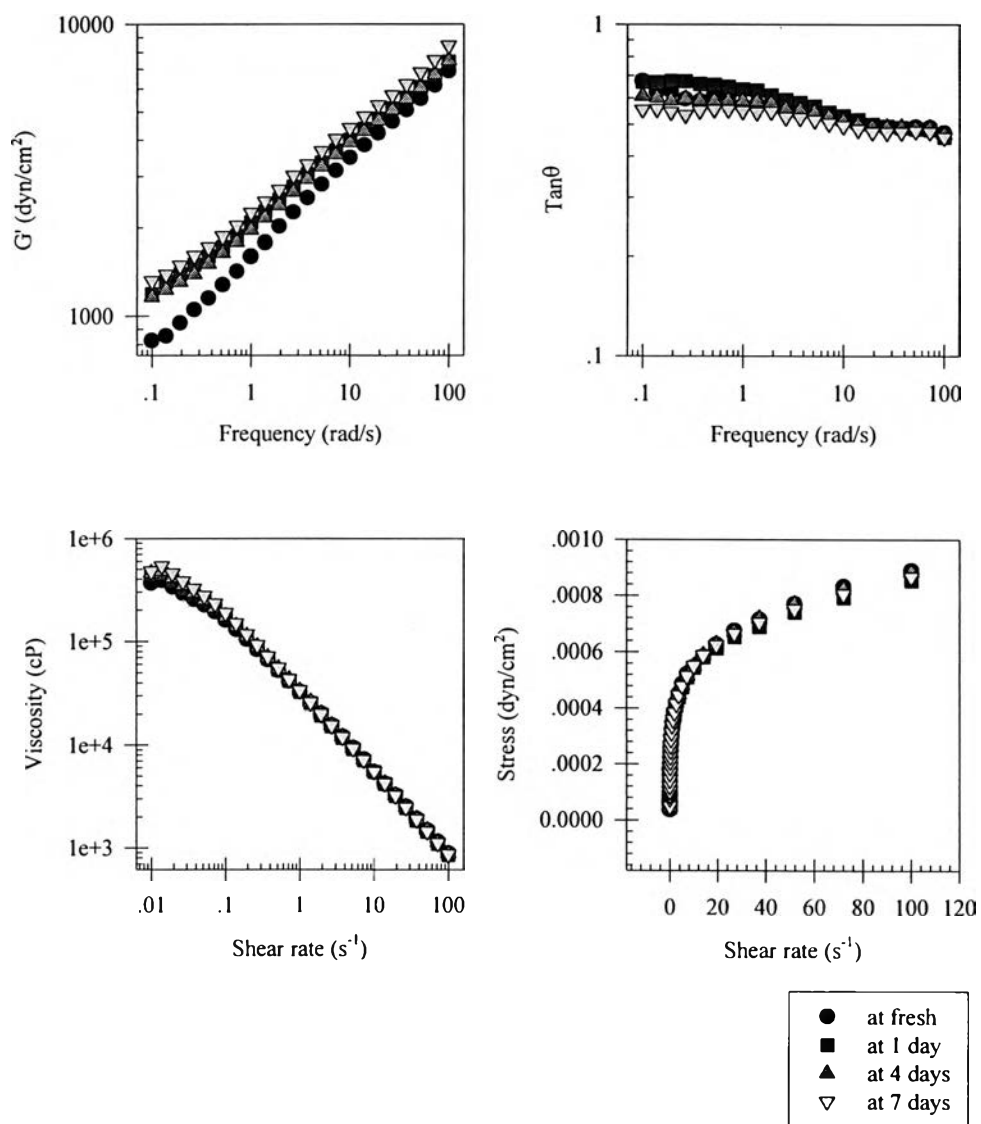 10000
1000
G' (dyn/cm²)
.1 1 10 100
Frequency (rad/s)
1
.1
Tanθ
.1 1 10 100
Frequency (rad/s)
1e+6
1e+5
1e+4
1e+3
Viscosity (cP)
.01 .1 1 10 100
Shear rate (s⁻¹)
.0010
.0008
.0006
.0004
.0002
0.0000
Stress (dyn/cm²)
0 20 40 60 80 100 120
Shear rate (s⁻¹)
at fresh
at 1 day
at 4 days
at 7 days